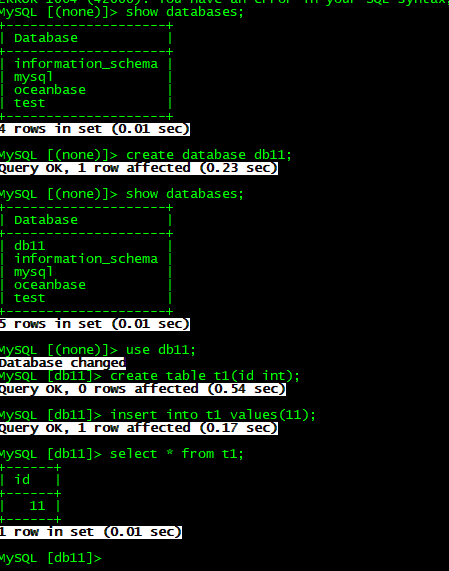 ERROR 1064 (42000): You have an error in your SQL syntax,
MySQL [(none)]> show databases;
+--------------------+
| Database           |
+--------------------+
| information_schema |
| mysql              |
| oceanbase          |
| test               |
+--------------------+
4 rows in set (0.01 sec)
MySQL [(none)]> create database db11;
Query OK, 1 row affected (0.23 sec)
MySQL [(none)]> show databases;
+--------------------+
| Database           |
+--------------------+
| db11               |
| information_schema |
| mysql              |
| oceanbase          |
| test               |
+--------------------+
5 rows in set (0.01 sec)
MySQL [(none)]> use db11;
Database changed
MySQL [db11]> create table t1(id int);
Query OK, 0 rows affected (0.54 sec)
MySQL [db11]> insert into t1 values(11);
Query OK, 1 row affected (0.17 sec)
MySQL [db11]> select * from t1;
+------+
| id   |
+------+
|   11 |
+------+
1 row in set (0.01 sec)
MySQL [db11]>